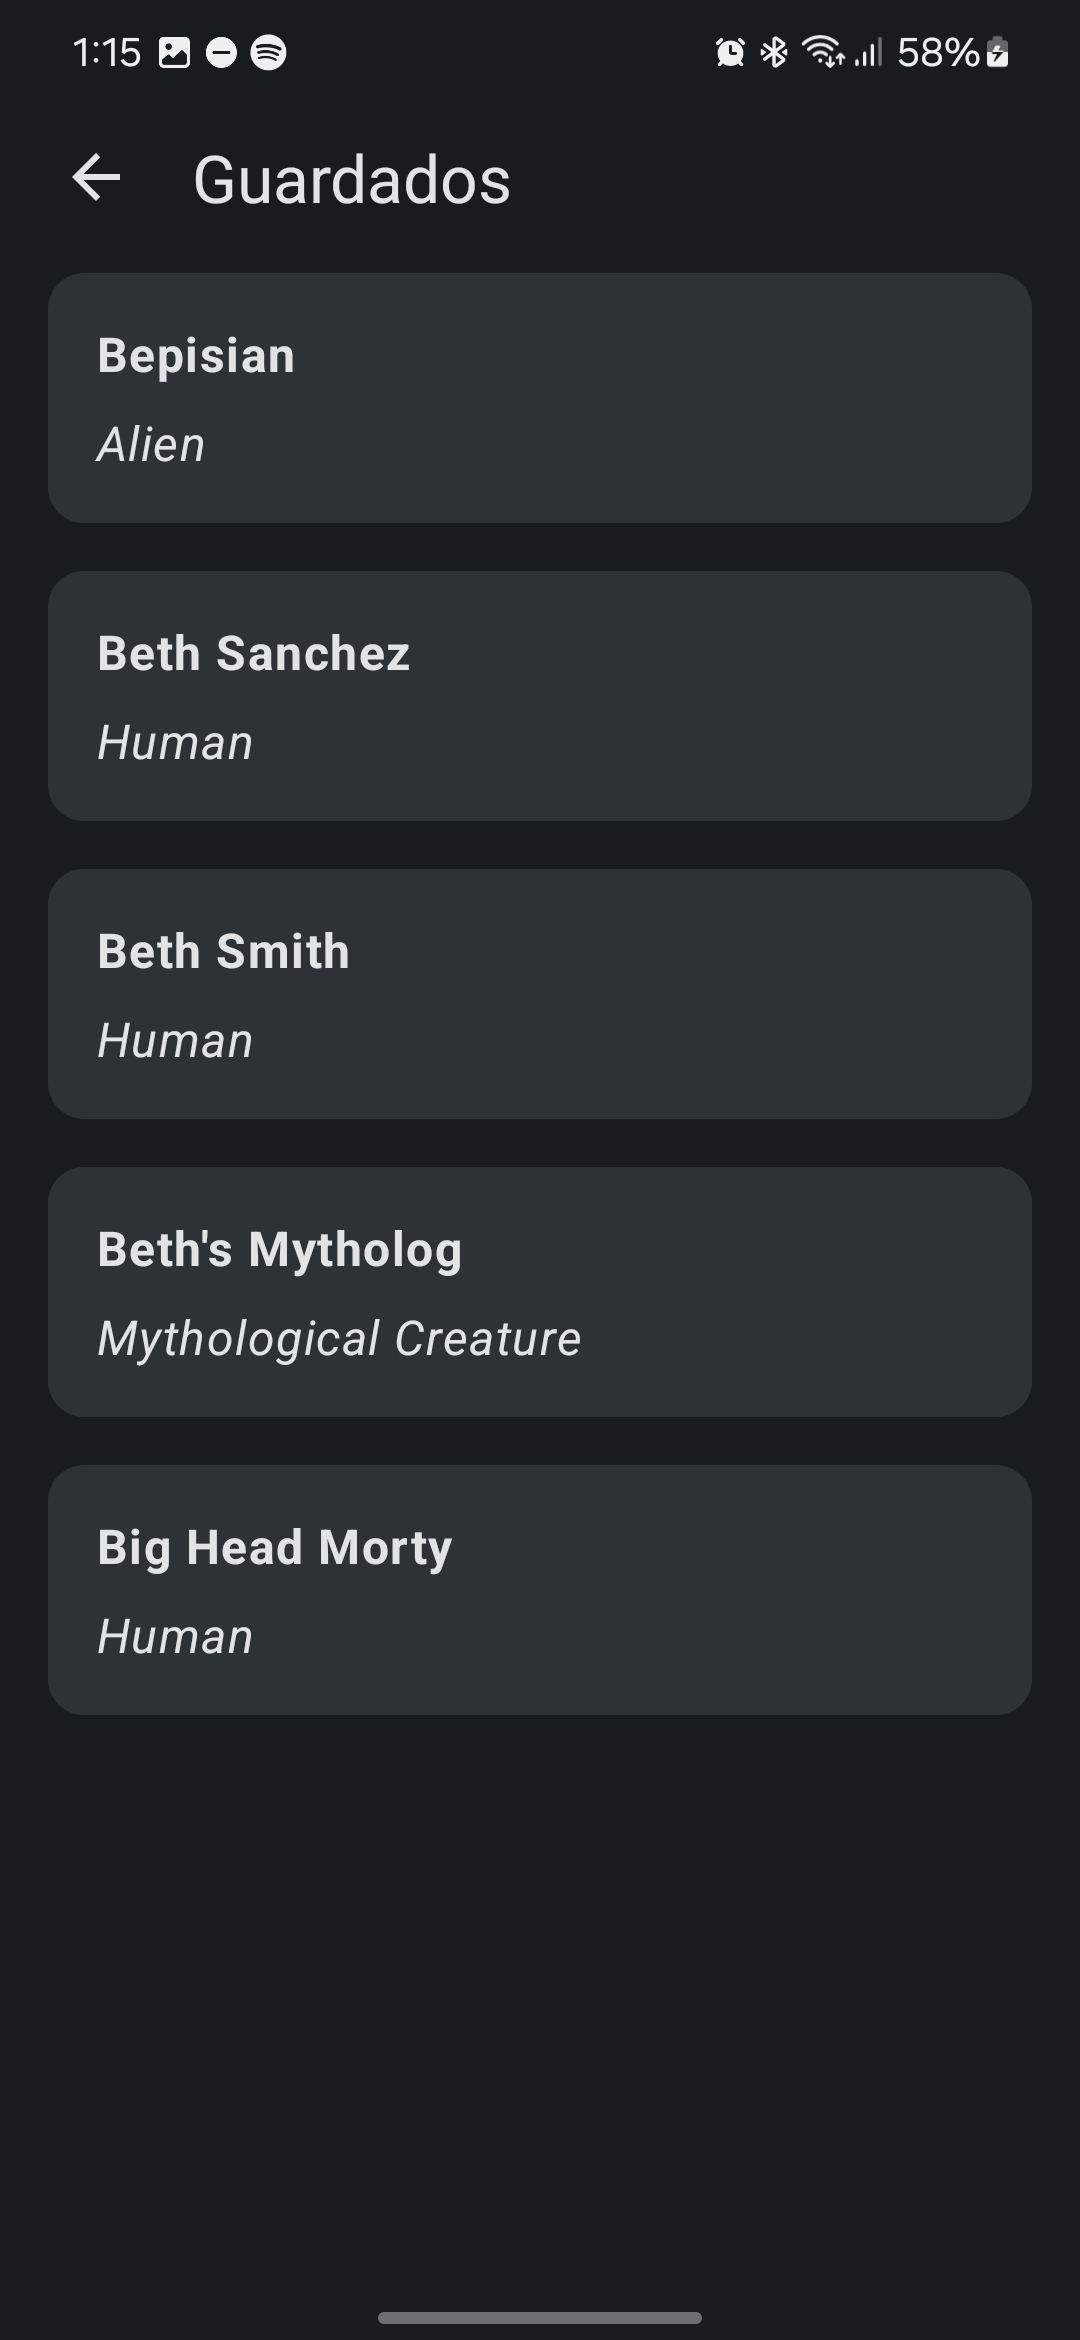 1:15 58%
Guardados
Bepisian
Alien
Beth Sanchez
Human
Beth Smith
Human
Beth's Mytholog
Mythological Creature
Big Head Morty
Human